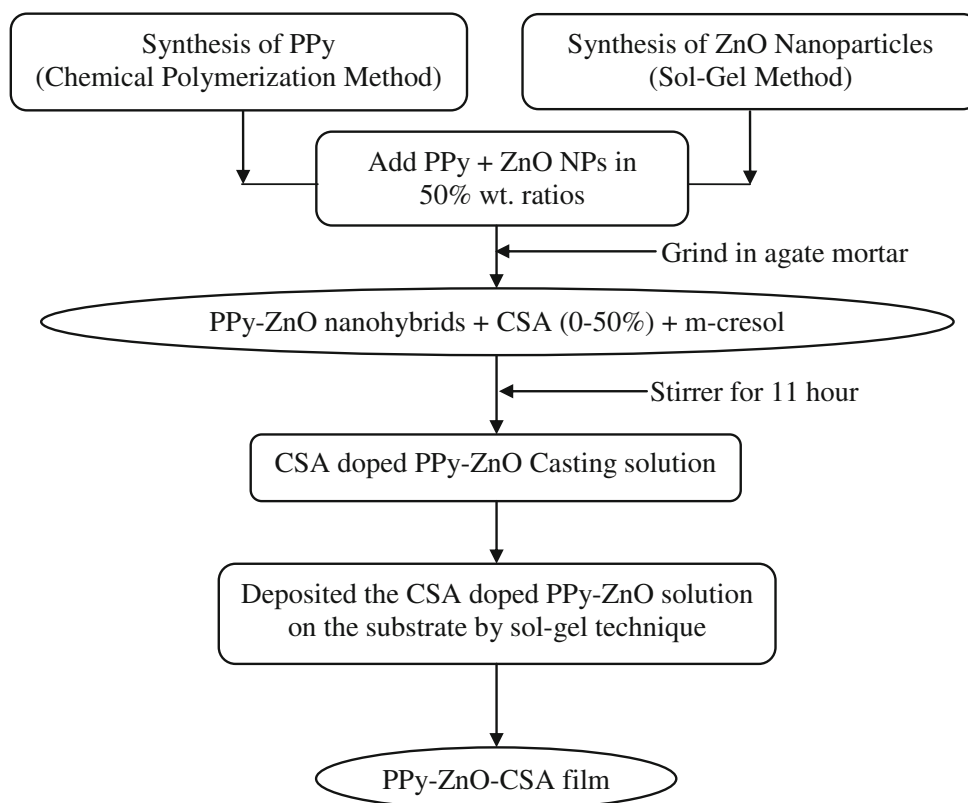 Synthesis of PPy
(Chemical Polymerization Method)
Synthesis of ZnO Nanoparticles
(Sol-Gel Method)
Add PPy + ZnO NPs in
50% wt. ratios
Grind in agate mortar
PPy-ZnO nanohybrids + CSA (0-50%) + m-cresol
Stirrer for 11 hour
CSA doped PPy-ZnO Casting solution
Deposited the CSA doped PPy-ZnO solution
on the substrate by sol-gel technique
PPy-ZnO-CSA film